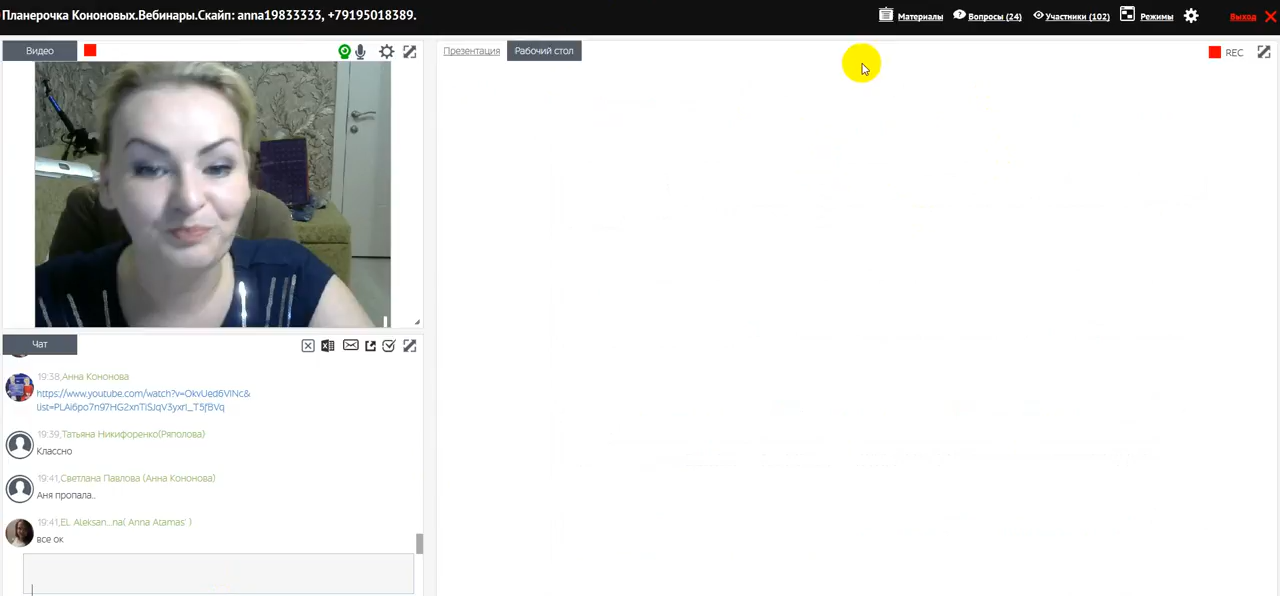 Планерочка Кононовых.Вебинары.Скайп: anna19833333, +79195018389.
Материалы
Вопросы (24)
Участники (102)
Режимы
Выход
Видео
Презентация
Рабочий стол
REC
Чат
19:38,Анна Кононова
https://www.youtube.com/watch?v=OkvUed6VlNc&
list=PLAi6po7n97HG2xnTiSJqV3yxrI_T5fBVq
19:39,Татьяна Никифоренко(Ряполова)
Классно
19:41,Светлана Павлова (Анна Кононова)
Аня пропала..
19:41,EL Aleksan...na( Anna Atamas' )
все ок